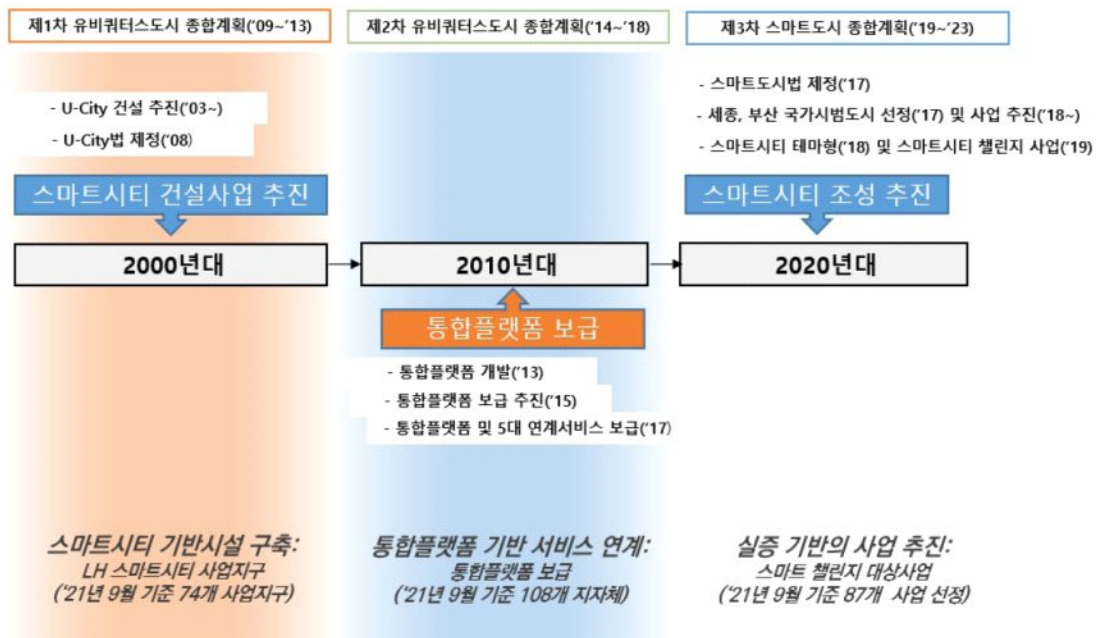 제1차 유비쿼터스도시 종합계획('09~'13)
제2차 유비쿼터스도시 종합계획('14~'18)
제3차 스마트도시 종합계획('19~'23)
- U-City 건설 추진('03~)
- U-City법 제정('08)
- 스마트도시법 제정('17)
- 세종, 부산 국가시범도시 선정('17) 및 사업 추진('18~)
- 스마트시티 테마형('18) 및 스마트시티 챌린지 사업('19)
스마트시티 건설사업 추진
스마트시티 조성 추진
2000년대
2010년대
2020년대
통합플랫폼 보급
- 통합플랫폼 개발('13)
- 통합플랫폼 보급 추진('15)
- 통합플랫폼 및 5대 연계서비스 보급('17)
스마트시티 기반시설 구축:
LH 스마트시티 사업지구
('21년 9월 기준 74개 사업지구)
통합플랫폼 기반 서비스 연계:
통합플랫폼 보급
('21년 9월 기준 108개 지자체)
실증 기반의 사업 추진:
스마트 챌린지 대상사업
('21년 9월 기준 87개 사업 선정)